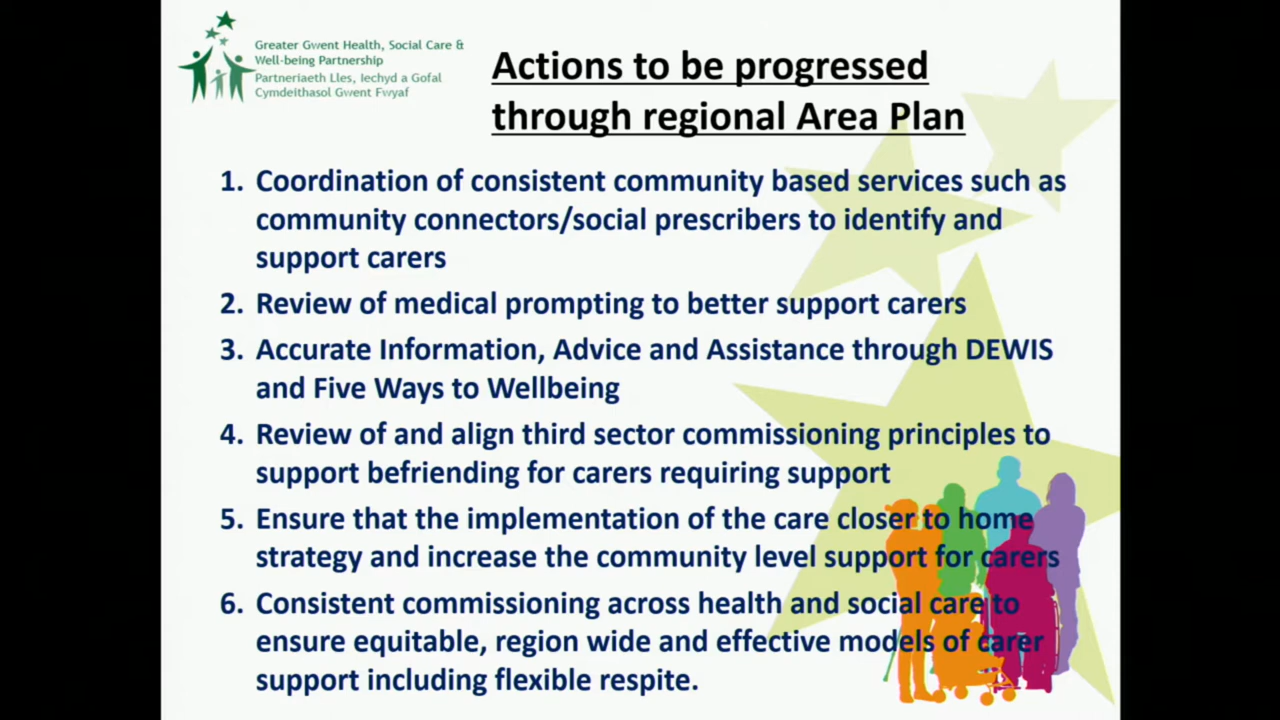 Greater Gwent Health, Social Care &
Well-being Partnership
Partneriaeth Lles, Iechyd a Gofal
Cymdeithasol Gwent Fwyaf
Actions to be progressed
through regional Area Plan
1. Coordination of consistent community based services such as
community connectors/social prescribers to identify and
support carers
2. Review of medical prompting to better support carers
3. Accurate Information, Advice and Assistance through DEWIS
and Five Ways to Wellbeing
4. Review of and align third sector commissioning principles to
support befriending for carers requiring support
5. Ensure that the implementation of the care closer to home
strategy and increase the community level support for carers
6. Consistent commissioning across health and social care to
ensure equitable, region wide and effective models of carer
support including flexible respite.